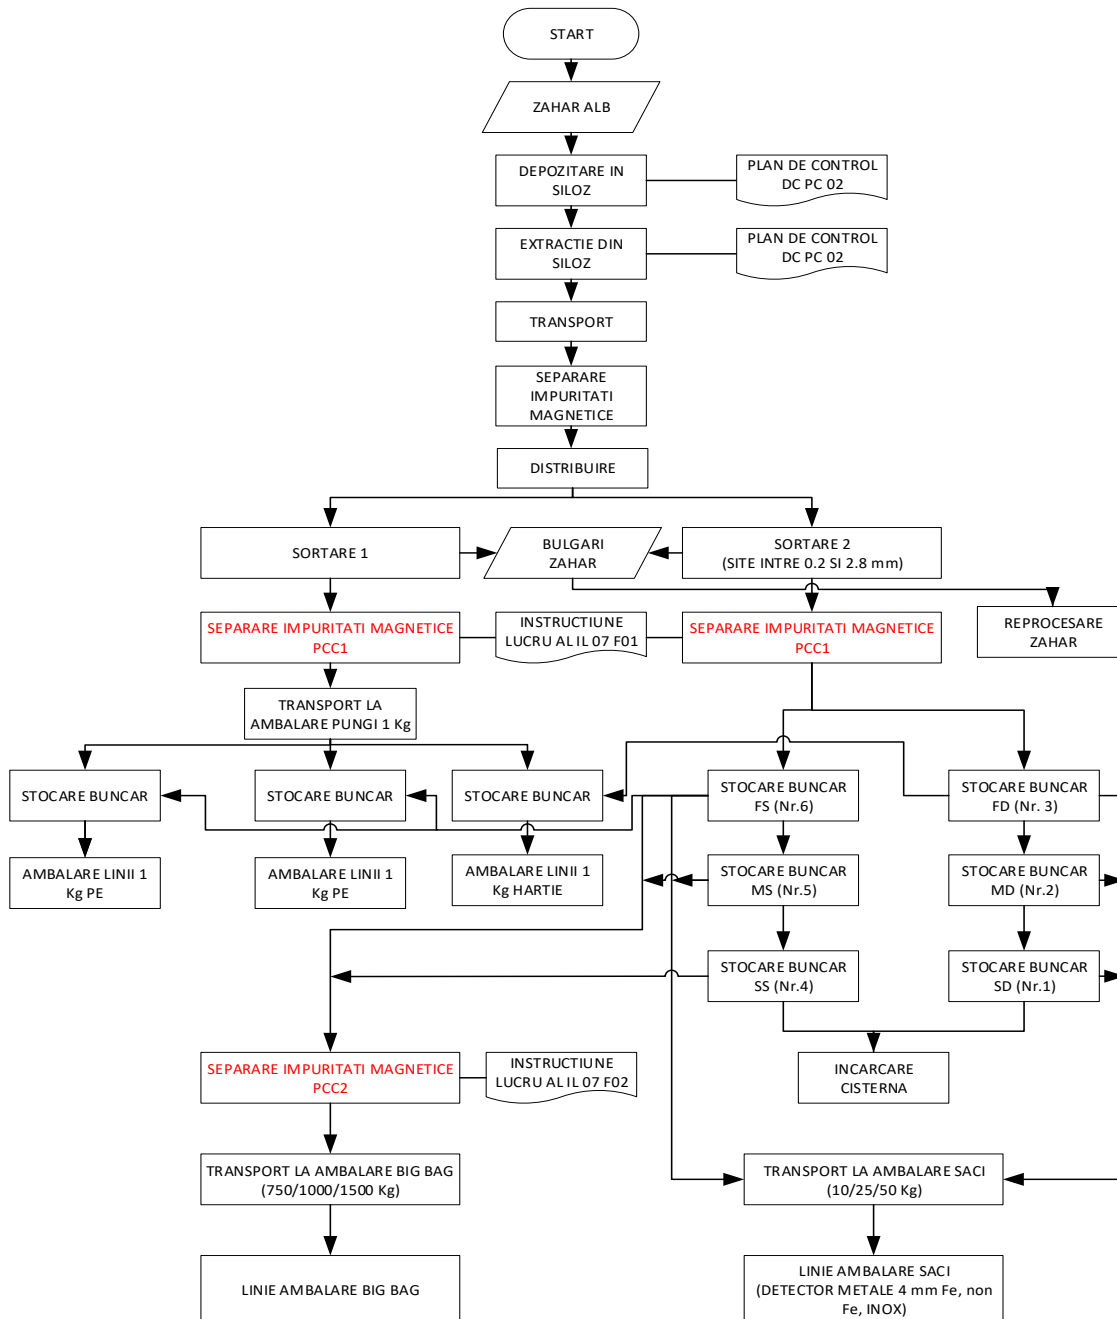 START
ZAHAR ALB
DEPOZITARE IN
SILOZ
PLAN DE CONTROL
DC PC 02
EXTRACTIE DIN
SILOZ
PLAN DE CONTROL
DC PC 02
TRANSPORT
SEPARARE
IMPURITATI
MAGNETICE
DISTRIBUIRE
SORTARE 1
BULGARI
ZAHAR
SORTARE 2
(SITE INTRE 0.2 SI 2.8 mm)
SEPARARE IMPURITATI MAGNETICE
PCC1
INSTRUCTIUNE
LUCRU AL IL 07 F01
SEPARARE IMPURITATI MAGNETICE
PCC1
REPROCESARE
ZAHAR
TRANSPORT LA
AMBALARE PUNGI 1 Kg
STOCARE BUNCAR
STOCARE BUNCAR
STOCARE BUNCAR
STOCARE BUNCAR
FS (Nr.6)
STOCARE BUNCAR
FD (Nr. 3)
AMBALARE LINII 1
Kg PE
AMBALARE LINII 1
Kg PE
AMBALARE LINII 1
Kg HARTIE
STOCARE BUNCAR
MS (Nr.5)
STOCARE BUNCAR
MD (Nr.2)
STOCARE BUNCAR
SS (Nr.4)
STOCARE BUNCAR
SD (Nr.1)
SEPARARE IMPURITATI MAGNETICE
PCC2
INSTRUCTIUNE
LUCRU AL IL 07 F02
INCARCARE
CISTERNA
TRANSPORT LA AMBALARE BIG BAG
(750/1000/1500 Kg)
TRANSPORT LA AMBALARE SACI
(10/25/50 Kg)
LINIE AMBALARE BIG BAG
LINIE AMBALARE SACI
(DETECTOR METALE 4 mm Fe, non
Fe, INOX)